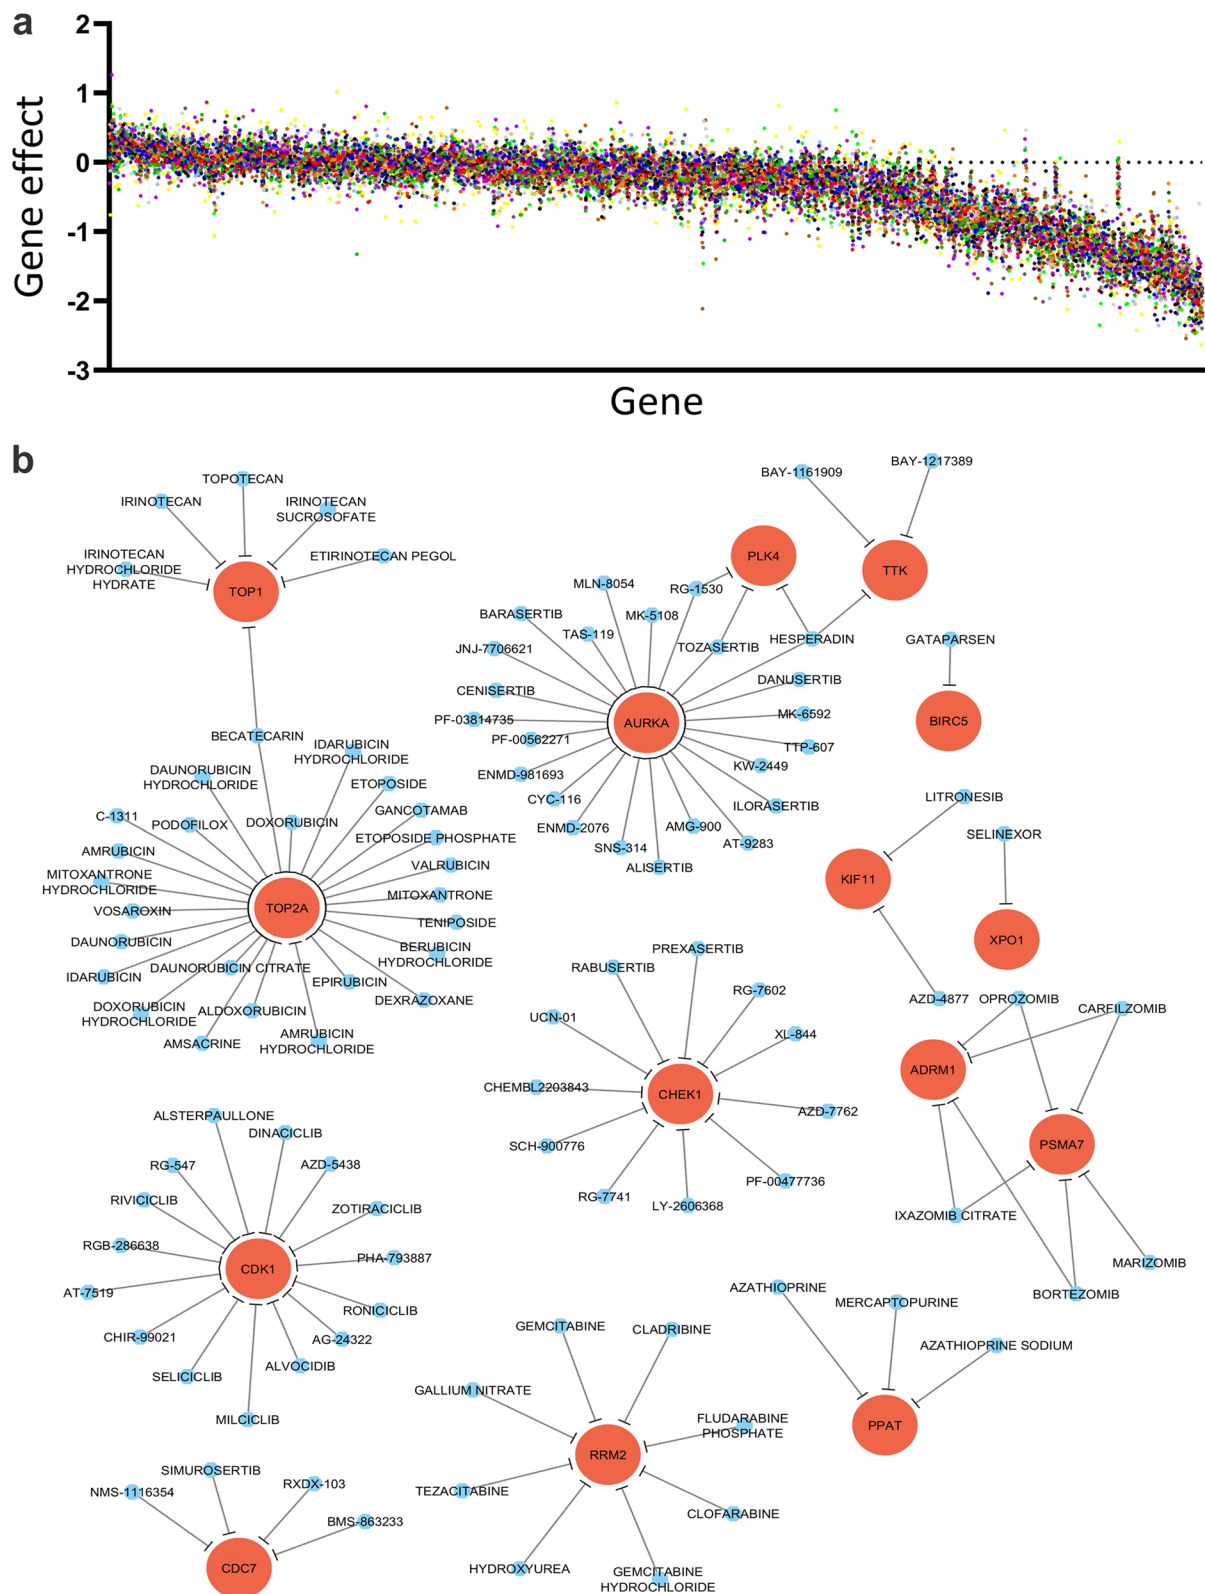 a
2
1
0
-1
-2
-3
Gene effect
Gene
b
TOPOTECAN
IRINOTECAN
IRINOTECAN
SUCROSOFATE
IRINOTECAN
HYDROCHLORIDE
HYDRATE
ETIRINOTECAN PEGOL
TOP1
BAY-1161909
BAY-1217389
PLK4
TTK
MLN-8054
RG-1530
BARASERTIB
MK-5108
TAS-119
JNJ-7706621
TOZASERTIB
HESPERADIN
GATAPARSEN
CENISERTIB
DANUSERTIB
PF-03814735
AURKA
MK-6592
BIRC5
PF-00562271
TTP-607
ENMD-981693
KW-2449
CYC-116
ILORASERTIB
ENMD-2076
AMG-900
SNS-314
AT-9283
ALISERTIB
BECATECARIN
IDARUBICIN
HYDROCHLORIDE
DAUNORUBICIN
HYDROCHLORIDE
ETOPOSIDE
C-1311
PODOFILOX
DOXORUBICIN
GANCOTAMAB
ETOPOSIDE PHOSPHATE
AMRUBICIN
VALRUBICIN
MITOXANTRONE
HYDROCHLORIDE
MITOXANTRONE
VOSAROXIN
TOP2A
TENIPOSIDE
DAUNORUBICIN
BERUBICIN
HYDROCHLORIDE
IDARUBICIN
DAUNORUBICIN CITRATE
EPIRUBICIN
DEXRAZOXANE
DOXORUBICIN
HYDROCHLORIDE
ALDOXORUBICIN
AMSACRINE
AMRUBICIN
HYDROCHLORIDE
LITRONESIB
SELINEXOR
KIF11
XPO1
AZD-4877
OPROZOMIB
CARFILZOMIB
PREXASERTIB
RABUSERTIB
RG-7602
UCN-01
XL-844
CHEMBL2203843
CHEK1
AZD-7762
SCH-900776
PF-00477736
RG-7741
LY-2606368
ADRM1
PSMA7
IXAZOMIB CITRATE
MARIZOMIB
BORTEZOMIB
ALSTERPAULLONE
DINACICLIB
RG-547
AZD-5438
RIVICICLIB
ZOTIRACICLIB
RGB-286638
CDK1
PHA-793887
AT-7519
RONICICLIB
CHIR-99021
AG-24322
SELICICLIB
ALVOCIDIB
MILCICLIB
AZATHIOPRINE
MERCAPTOPURINE
AZATHIOPRINE SODIUM
PPAT
GEMCITABINE
CLADRIBINE
GALLIUM NITRATE
FLUDARABINE
PHOSPHATE
RRM2
TEZACITABINE
CLOFARABINE
HYDROXYUREA
GEMCITABINE
HYDROCHLORIDE
SIMUROSERTIB
NMS-1116354
RXDX-103
BMS-863233
CDC7